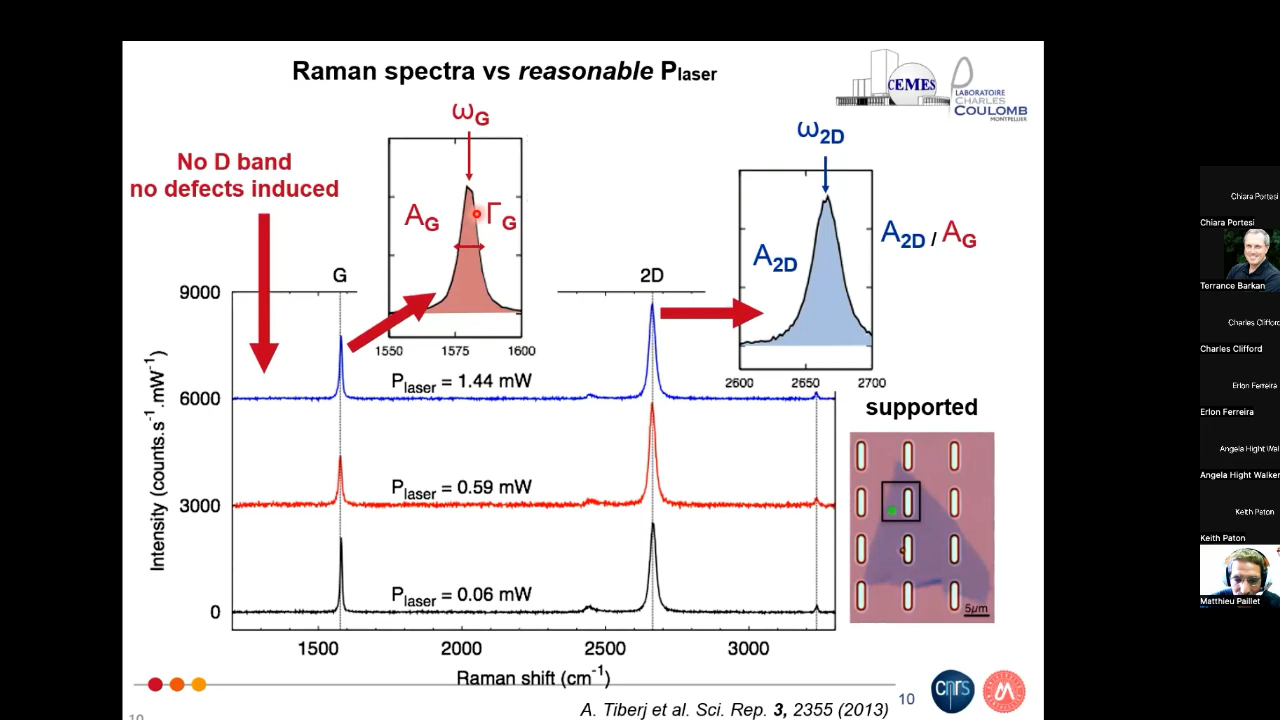 Raman spectra vs reasonable Plaser
CEMES
LABORATOIRE
CHARLES
COULOMB
MONTPELLIER
No D band
no defects induced
ωG
AG
ΓG
1550 1575 1600
ω2D
A2D
A2D / AG
2600 2650 2700
G
2D
9000
6000
3000
0
Intensity (counts.s-1.mW-1)
Plaser = 1.44 mW
Plaser = 0.59 mW
Plaser = 0.06 mW
1500 2000 2500 3000
Raman shift (cm-1)
supported
5µm
10
10
cnrs
A. Tiberj et al. Sci. Rep. 3, 2355 (2013)
Chiara Portesi
Chiara Portesi
Terrance Barkan
Charles Clifford
Charles Clifford
Erlon Ferreira
Erlon Ferreira
Angela Hight Wal
Angela Hight Walker
Keith Paton
Keith Paton
Matthieu Paillet